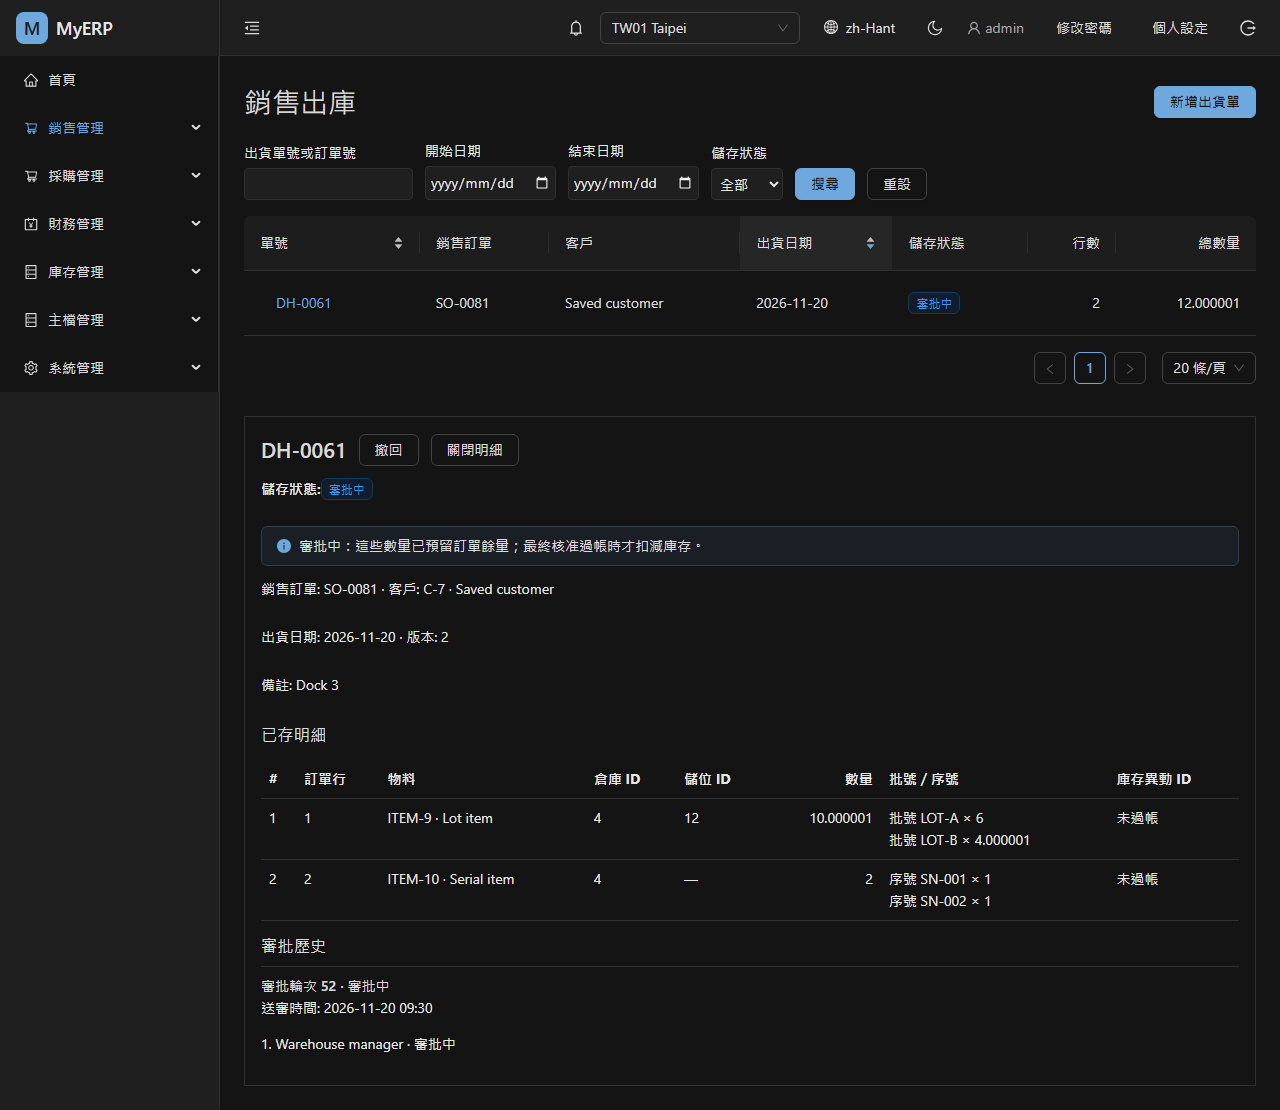 M MyERP
TW01 Taipei
zh-Hant
admin
修改密碼
個人設定
首頁
銷售管理
採購管理
財務管理
庫存管理
主檔管理
系統管理
銷售出庫
新增出貨單
出貨單號或訂單號
開始日期
結束日期
儲存狀態
yyyy/mm/dd
yyyy/mm/dd
全部
搜尋
重設
單號 銷售訂單 客戶 出貨日期 儲存狀態 行數 總數量
DH-0061 SO-0081 Saved customer 2026-11-20 審批中 2 12.000001
< 1 > 20 條/頁
DH-0061 撤回 關閉明細
儲存狀態: 審批中
審批中：這些數量已預留訂單餘量；最終核准過帳時才扣減庫存。
銷售訂單: SO-0081 · 客戶: C-7 · Saved customer
出貨日期: 2026-11-20 · 版本: 2
備註: Dock 3
已存明細
# 訂單行 物料 倉庫 ID 儲位 ID 數量 批號 / 序號 庫存異動 ID
1 1 ITEM-9 · Lot item 4 12 10.000001 批號 LOT-A × 6 未過帳
批號 LOT-B × 4.000001
2 2 ITEM-10 · Serial item 4 — 2 序號 SN-001 × 1 未過帳
序號 SN-002 × 1
審批歷史
審批輪次 52 · 審批中
送審時間: 2026-11-20 09:30
1. Warehouse manager · 審批中